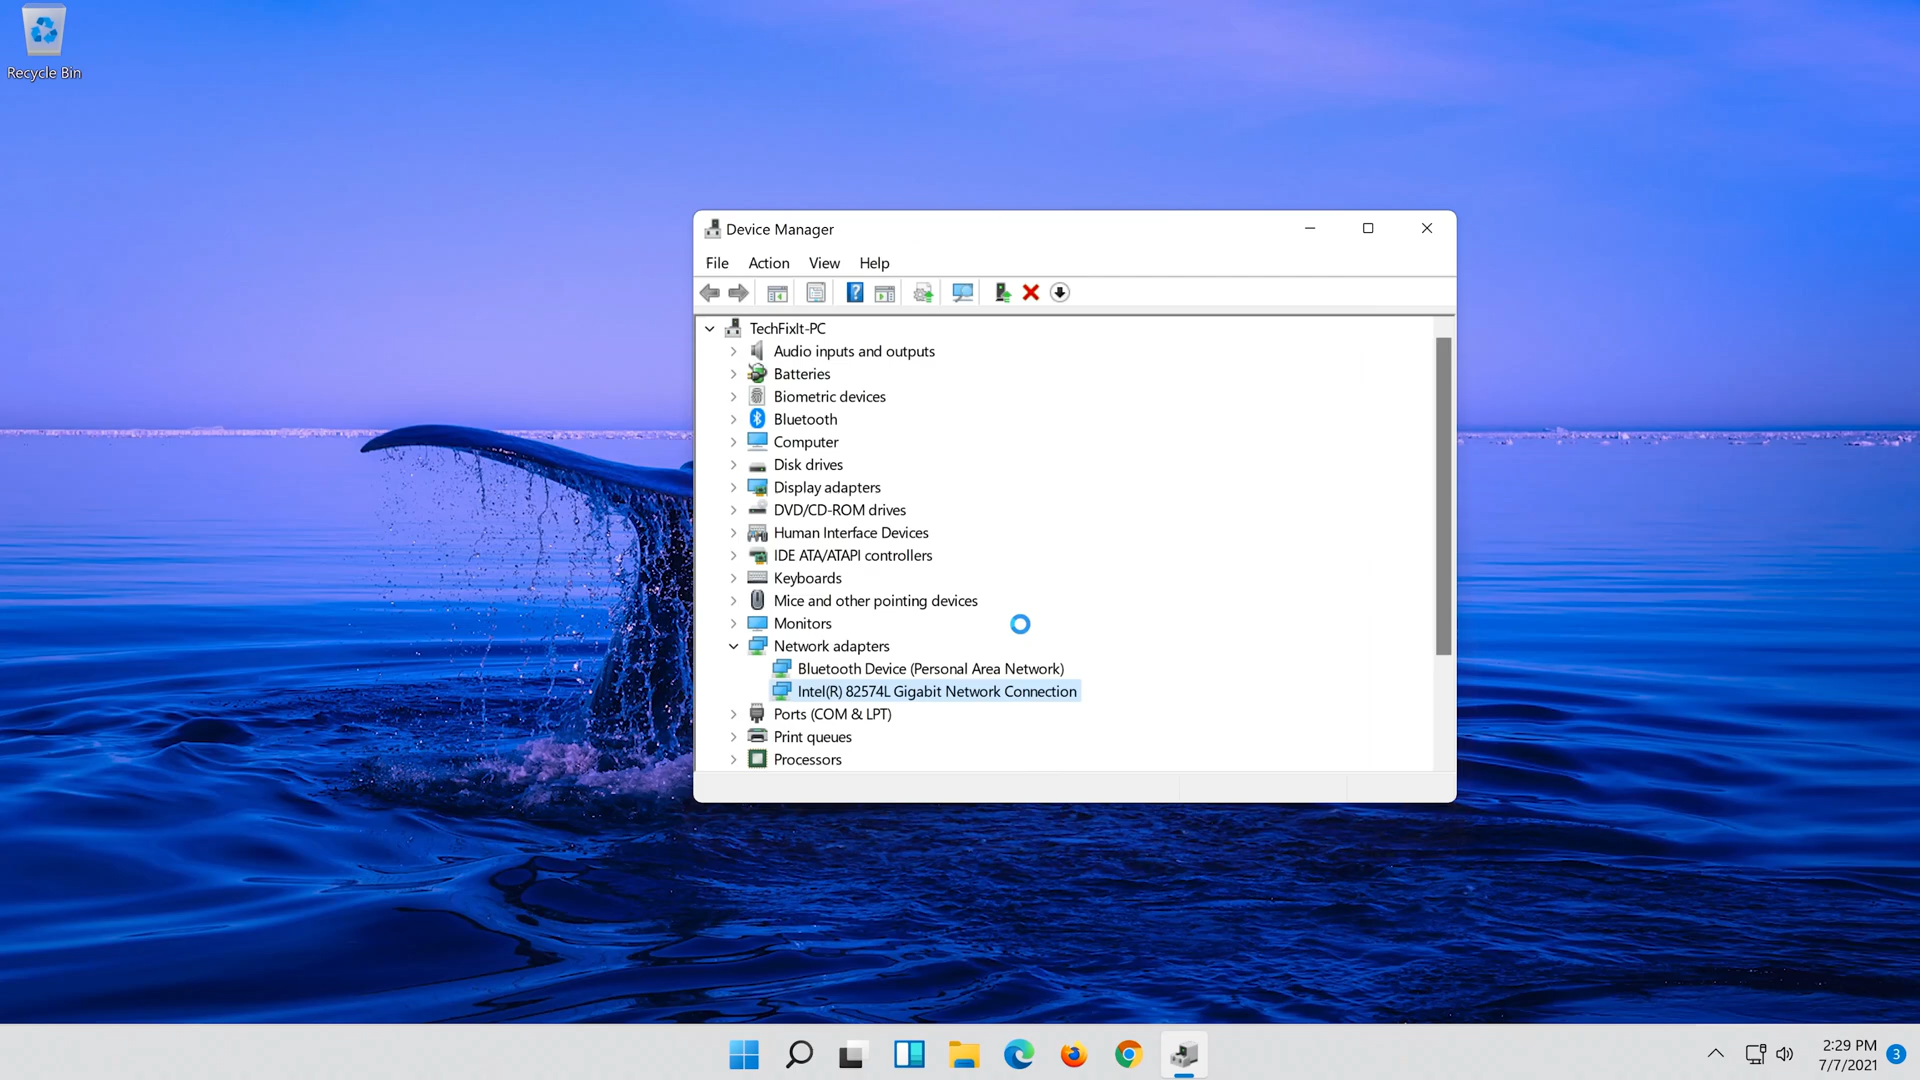 Recycle Bin
Device Manager
File Action View Help
TechFixIt-PC
Audio inputs and outputs
Batteries
Biometric devices
Bluetooth
Computer
Disk drives
Display adapters
DVD/CD-ROM drives
Human Interface Devices
IDE ATA/ATAPI controllers
Keyboards
Mice and other pointing devices
Monitors
Network adapters
Bluetooth Device (Personal Area Network)
Intel(R) 82574L Gigabit Network Connection
Ports (COM & LPT)
Print queues
Processors
2:29 PM
7/7/2021
3